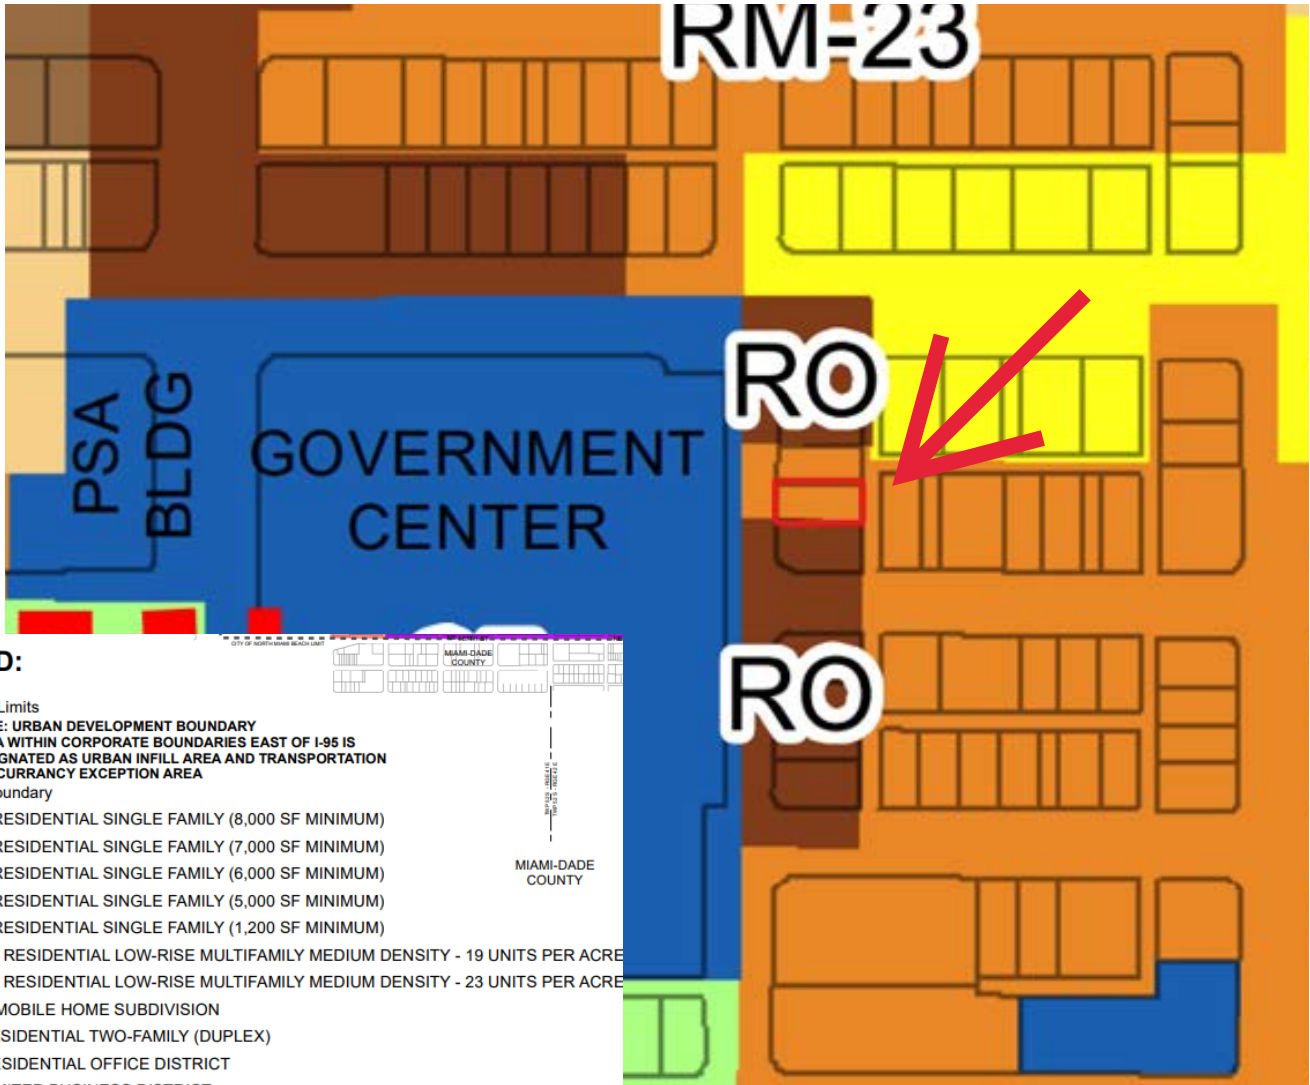 RM-23
RO
PSA
BLDG
GOVERNMENT
CENTER
RO
CITY OF NORTH MIAMI BEACH LIMIT
MIAMI-DADE
COUNTY
D:
Limits
E: URBAN DEVELOPMENT BOUNDARY
A WITHIN CORPORATE BOUNDARIES EAST OF I-95 IS
GNATED AS URBAN INFILL AREA AND TRANSPORTATION
CURRANCY EXCEPTION AREA
oundary
RESIDENTIAL SINGLE FAMILY (8,000 SF MINIMUM)
RESIDENTIAL SINGLE FAMILY (7,000 SF MINIMUM)
RESIDENTIAL SINGLE FAMILY (6,000 SF MINIMUM)
RESIDENTIAL SINGLE FAMILY (5,000 SF MINIMUM)
RESIDENTIAL SINGLE FAMILY (1,200 SF MINIMUM)
RESIDENTIAL LOW-RISE MULTIFAMILY MEDIUM DENSITY - 19 UNITS PER ACRE
RESIDENTIAL LOW-RISE MULTIFAMILY MEDIUM DENSITY - 23 UNITS PER ACRE
MOBILE HOME SUBDIVISION
SIDENTIAL TWO-FAMILY (DUPLEX)
ESIDENTIAL OFFICE DISTRICT
MIAMI-DADE
COUNTY